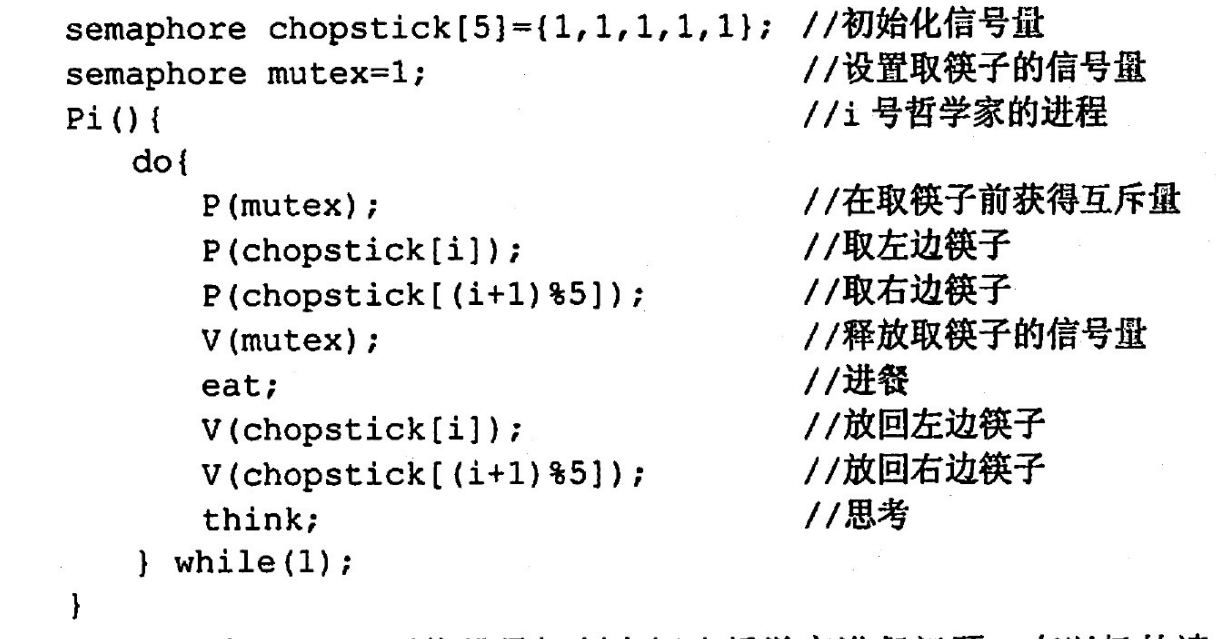 semaphore chopstick[5]={1,1,1,1,1}; //初始化信号量
semaphore mutex=1; //设置取筷子的信号量
Pi(){ //i 号哲学家的进程
do{
P(mutex); //在取筷子前获得互斥量
P(chopstick[i]); //取左边筷子
P(chopstick[(i+1)%5]); //取右边筷子
V(mutex); //释放取筷子的信号量
eat; //进餐
V(chopstick[i]); //放回左边筷子
V(chopstick[(i+1)%5]); //放回右边筷子
think; //思考
} while(1);
}